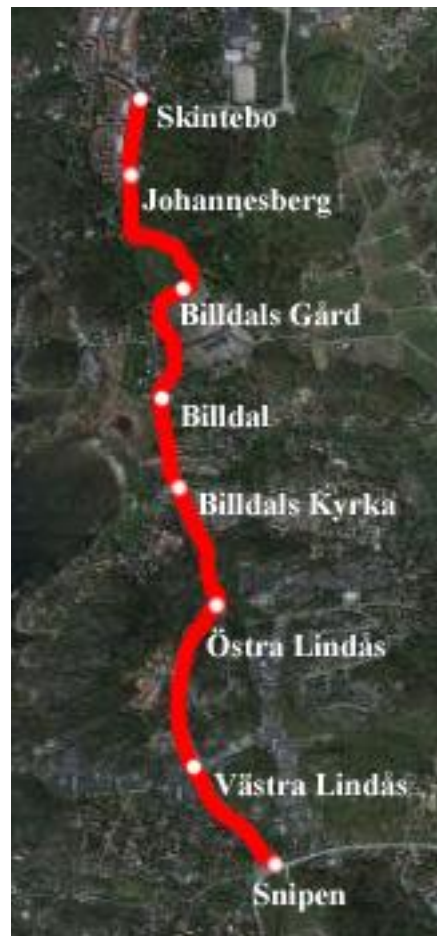 Skintebo
Johannesberg
Billdals Gård
Billdal
Billdals Kyrka
Östra Lindås
Västra Lindås
Snipen